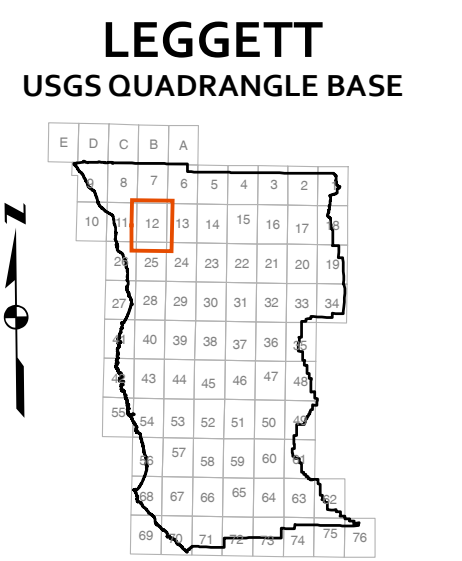 LEGGETT
USGS QUADRANGLE BASE
E D C B A
9 8 7 6 5 4 3 2 1
10 11 12 13 14 15 16 17 18
26 25 24 23 22 21 20 19
27 28 29 30 31 32 33 34
41 40 39 38 37 36 35
42 43 44 45 46 47 48
55 54 53 52 51 50 49
56 57 58 59 60 61
68 67 66 65 64 63 62
69 70 71 72 73 74 75 76
Z